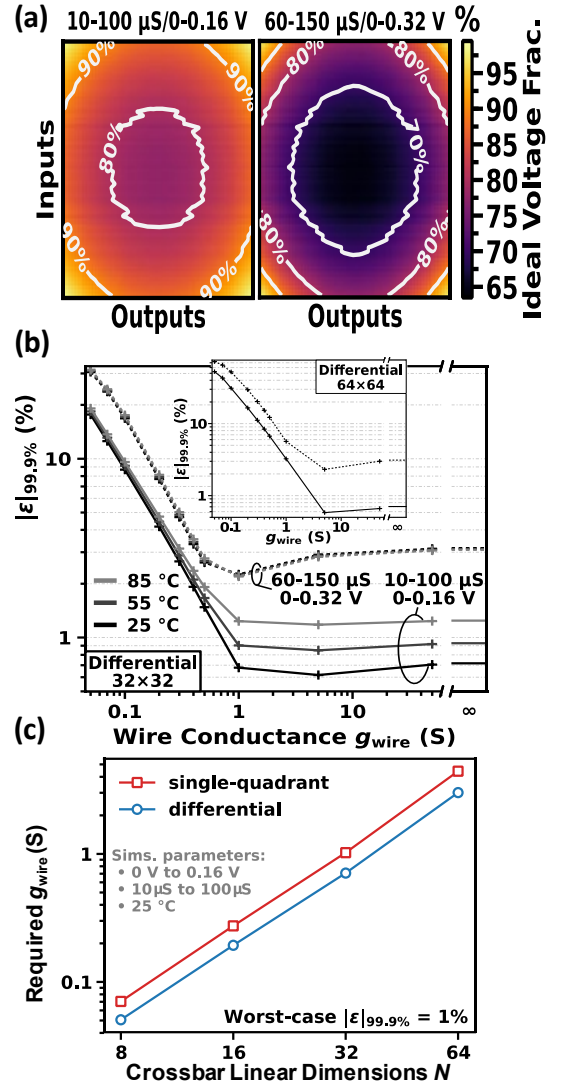 (a) 10-100 µS/0-0.16 V 60-150 µS/0-0.32 V %
90% 90% 80% 80%
80% 70%
90% 90% 80% 80%
Inputs
Outputs Outputs
95
90
85
80
75
70
65
Ideal Voltage Frac.
(b)
|ε|99.9% (%)
10
1
Differential
64×64
|ε|99.9% (%)
10
1
0.1 1 10 ∞
gwire (S)
85 °C
55 °C
25 °C
60-150 µS
0-0.32 V
10-100 µS
0-0.16 V
Differential
32×32
0.1 1 10 ∞
Wire Conductance gwire (S)
(c)
Required gwire (S)
1
0.1
single-quadrant
differential
Sims. parameters:
• 0 V to 0.16 V
• 10µS to 100µS
• 25 °C
Worst-case |ε|99.9% = 1%
8 16 32 64
Crossbar Linear Dimensions N